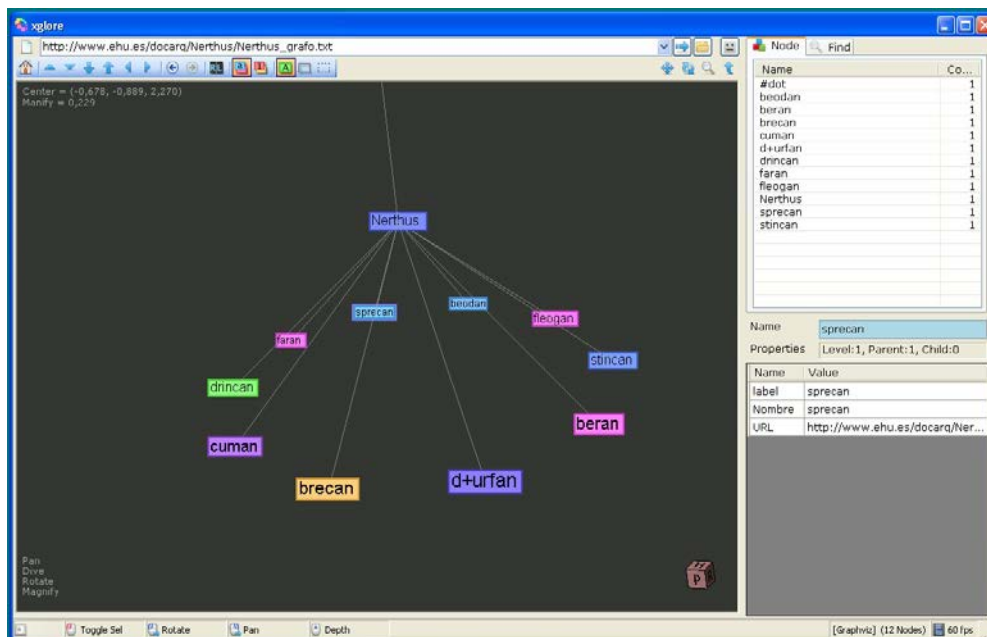 xglore
http://www.ehu.es/docarq/Nerthus/Nerthus_grafo.txt
Node
Find
Center = (-0,678, -0,889, 2,270)
Manify = 0,229
Nerthus
sprecan
beodan
fleogan
faran
stincan
drincan
beran
cuman
brecan
d+urfan
Pan
Dive
Rotate
Magnify
Name Co...
#dot 1
beodan 1
beran 1
brecan 1
cuman 1
d+urfan 1
drincan 1
faran 1
fleogan 1
Nerthus 1
sprecan 1
stincan 1
Name sprecan
Properties Level:1, Parent:1, Child:0
Name Value
label sprecan
Nombre sprecan
URL http://www.ehu.es/docarq/Ner...
Toggle Sel Rotate Pan Depth [Graphviz] (12 Nodes) 60 fps